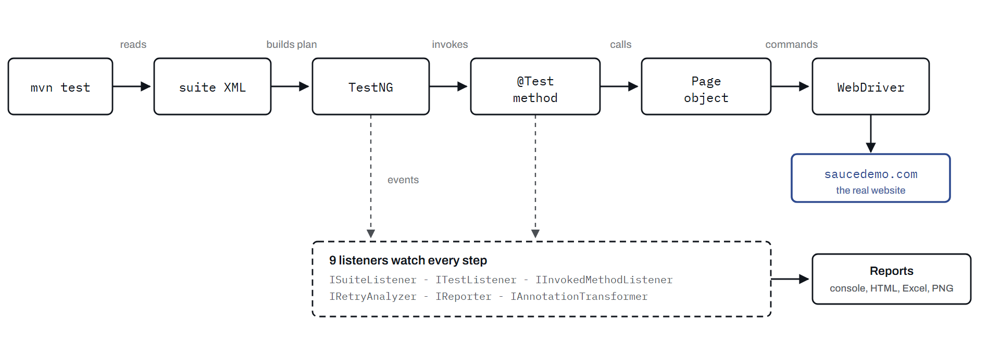 reads
builds plan
invokes
calls
commands
mvn test
suite XML
TestNG
@Test
method
Page
object
WebDriver
events
saucedemo.com
the real website
9 listeners watch every step
ISuiteListener - ITestListener - IInvokedMethodListener
IRetryAnalyzer - IReporter - IAnnotationTransformer
Reports
console, HTML, Excel, PNG